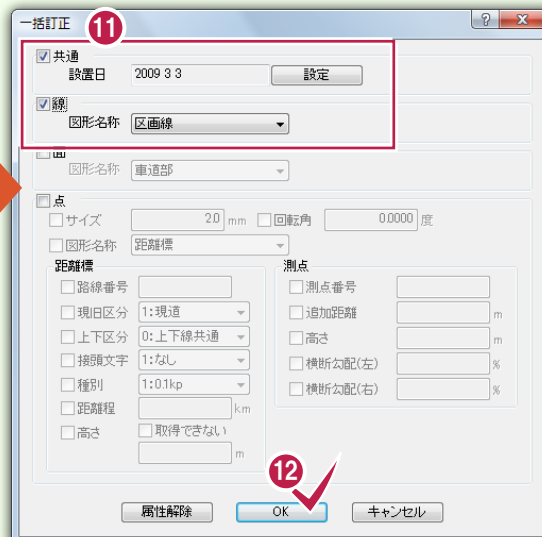 一括訂正
⑪
共通
設置日 2009 3 3 設定
線
図形名称 区画線
面
図形名称 車道部
点
サイズ 2.0 mm 回転角 0.0000 度
図形名称 距離標
距離標
路線番号
現旧区分 1:現道
上下区分 0:上下線共通
接頭文字 1:なし
種別 1:0.1kp
距離程 km
高さ 取得できない
m
測点
測点番号
追加距離 m
高さ m
横断勾配(左) %
横断勾配(右) %
⑫
属性解除 OK キャンセル